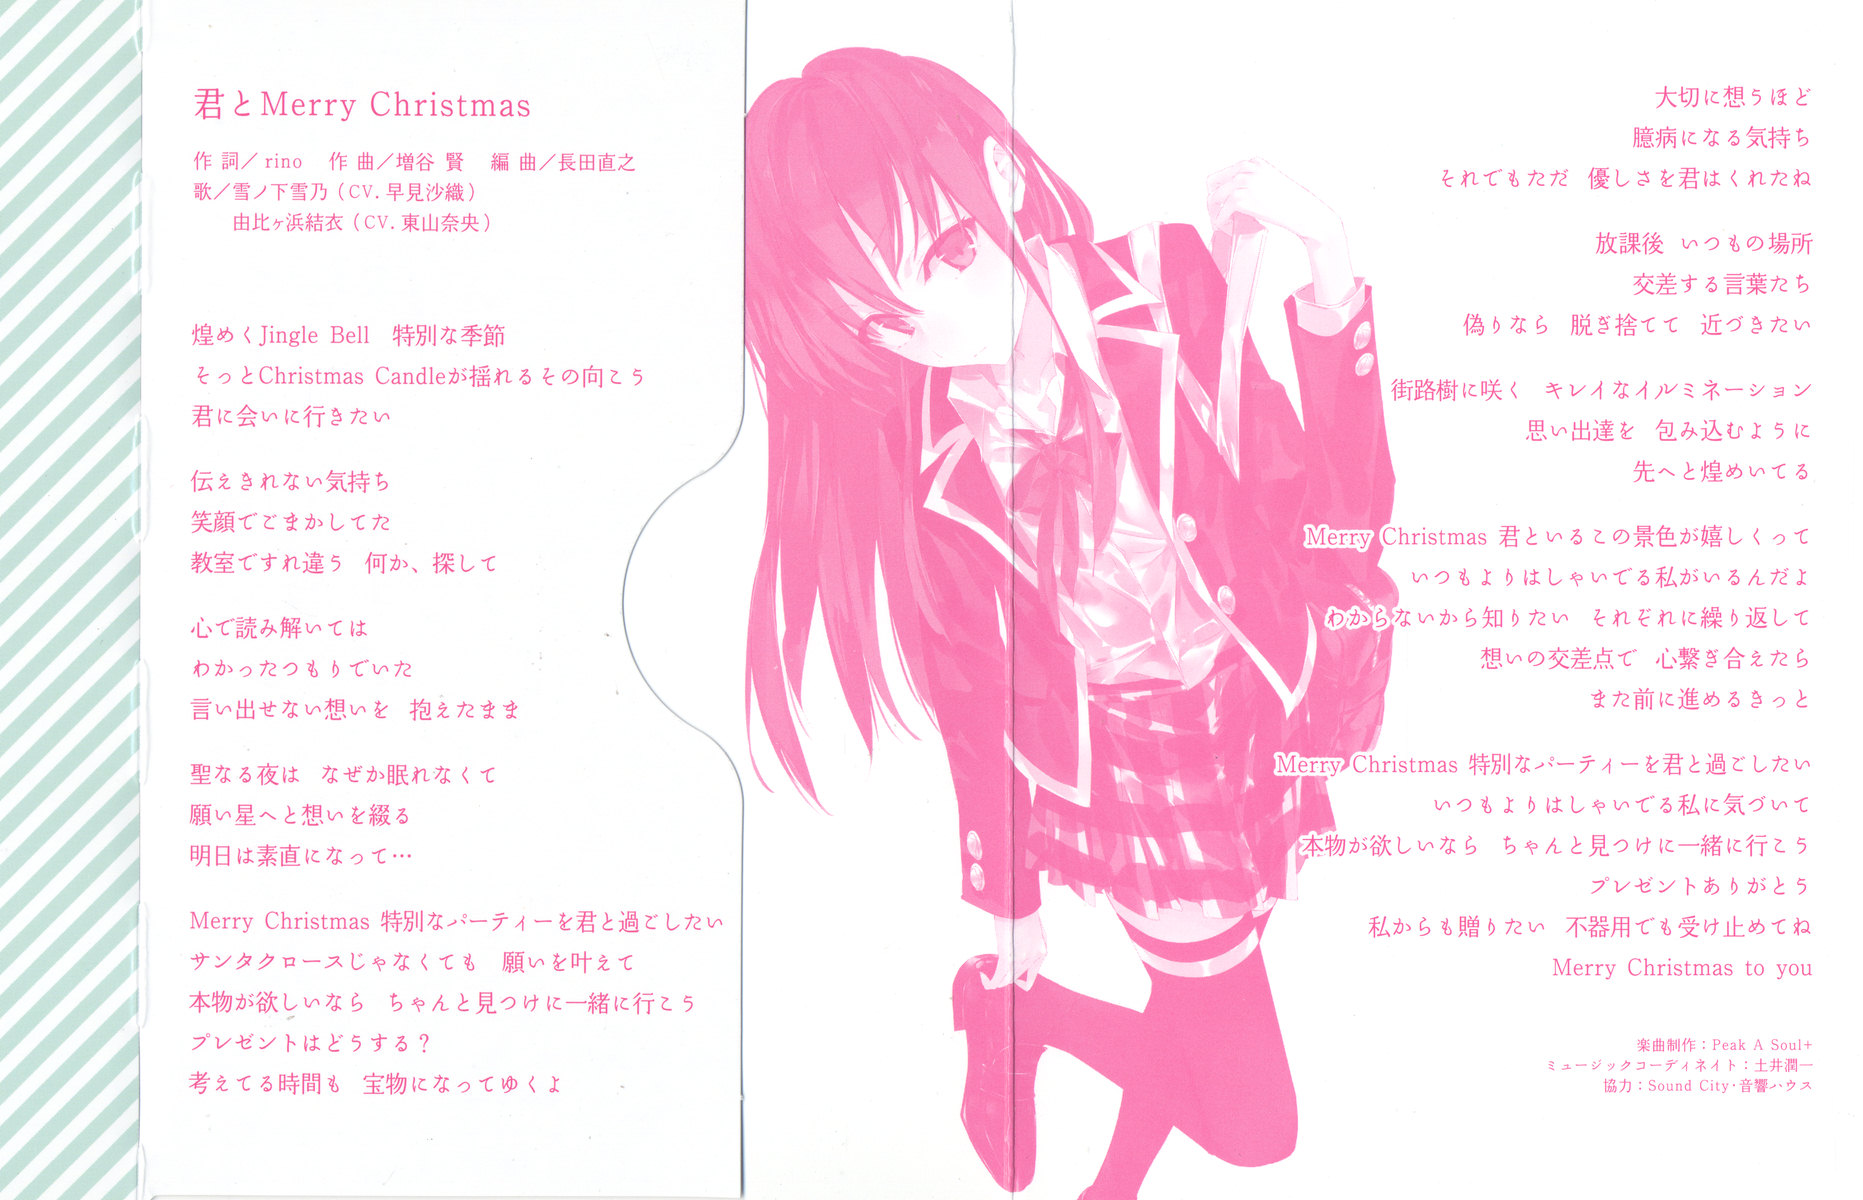 君とMerry Christmas
作 詞／rino　作 曲／増谷 賢　編 曲／長田直之
歌／雪ノ下雪乃（CV.早見沙織）
由比ヶ浜結衣（CV.東山奈央）
煌めくJingle Bell　特別な季節
そっとChristmas Candleが揺れるその向こう
君に会いに行きたい
伝えきれない気持ち
笑顔でごまかしてた
教室ですれ違う　何か、探して
心で読み解いては
わかったつもりでいた
言い出せない想いを　抱えたまま
聖なる夜は　なぜか眠れなくて
願い星へと想いを綴る
明日は素直になって…
Merry Christmas 特別なパーティーを君と過ごしたい
サンタクロースじゃなくても　願いを叶えて
本物が欲しいなら　ちゃんと見つけに一緒に行こう
プレゼントはどうする？
考えてる時間も　宝物になってゆくよ
大切に想うほど
臆病になる気持ち
それでもただ　優しさを君はくれたね
放課後　いつもの場所
交差する言葉たち
偽りなら　脱ぎ捨てて　近づきたい
街路樹に咲く　キレイなイルミネーション
思い出達を　包み込むように
先へと煌めいてる
Merry Christmas 君といるこの景色が嬉しくって
いつもよりはしゃいでる私がいるんだよ
わからないから知りたい　それぞれに繰り返して
想いの交差点で　心繋ぎ合えたら
また前に進めるきっと
Merry Christmas 特別なパーティーを君と過ごしたい
いつもよりはしゃいでる私に気づいて
本物が欲しいなら　ちゃんと見つけに一緒に行こう
プレゼントありがとう
私からも贈りたい　不器用でも受け止めてね
Merry Christmas to you
楽曲制作：Peak A Soul+
ミュージックコーディネイト：土井潤一
協力：Sound City･音響ハウス